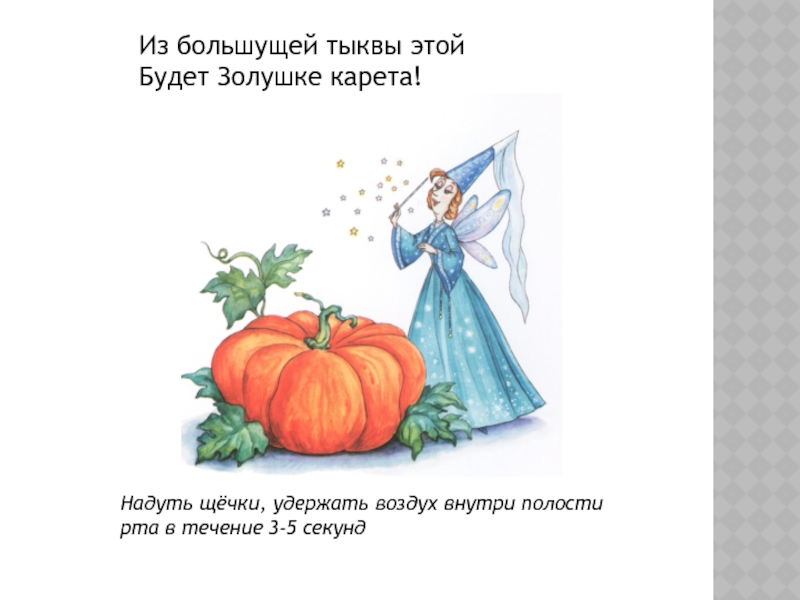 Из большущей тыквы этой
Будет Золушке карета!
Надуть щёчки, удержать воздух внутри полости
рта в течение 3-5 секунд